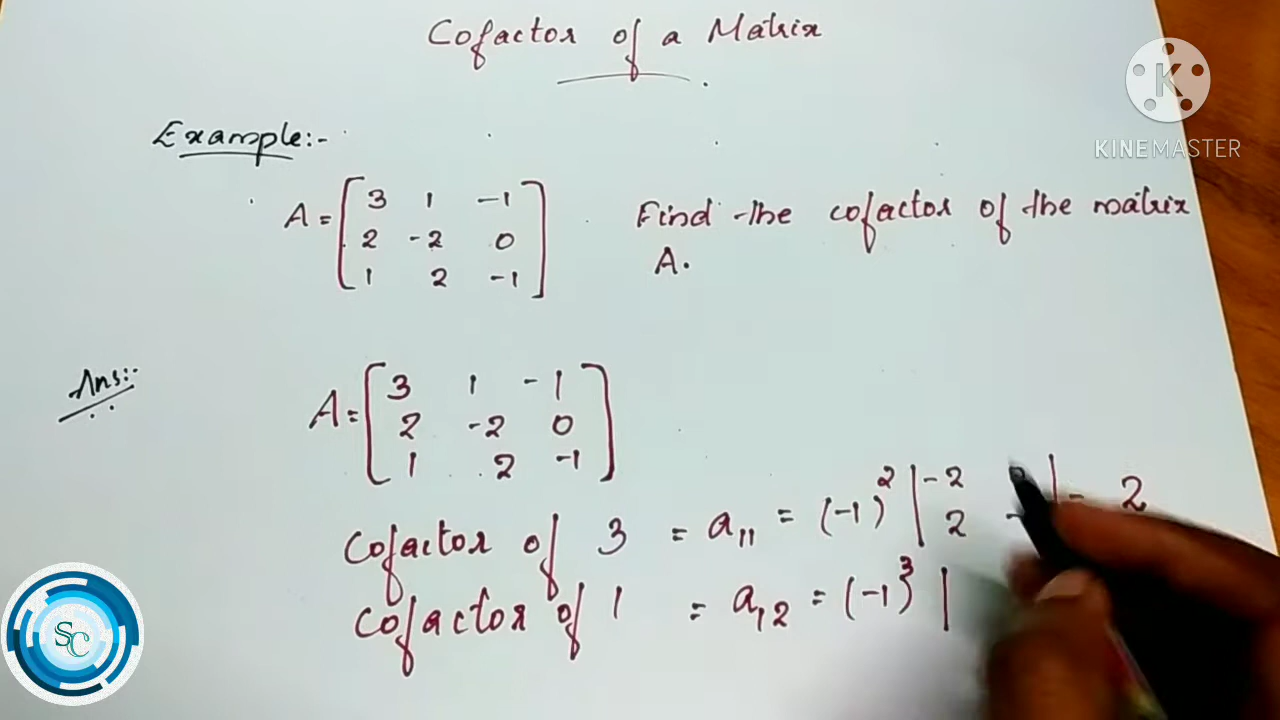 Cofactor of a Matrix
KINEMASTER
Example:-
A = [ 3 1 -1
2 -2 0
1 2 -1 ]
Find the cofactor of the matrix
A.
Ans:-
A = [ 3 1 -1
2 -2 0
1 2 -1 ]
Cofactor of 3 = a11 = (-1)² | -2
2 | = 2
Cofactor of 1 = a12 = (-1)³ |
SC